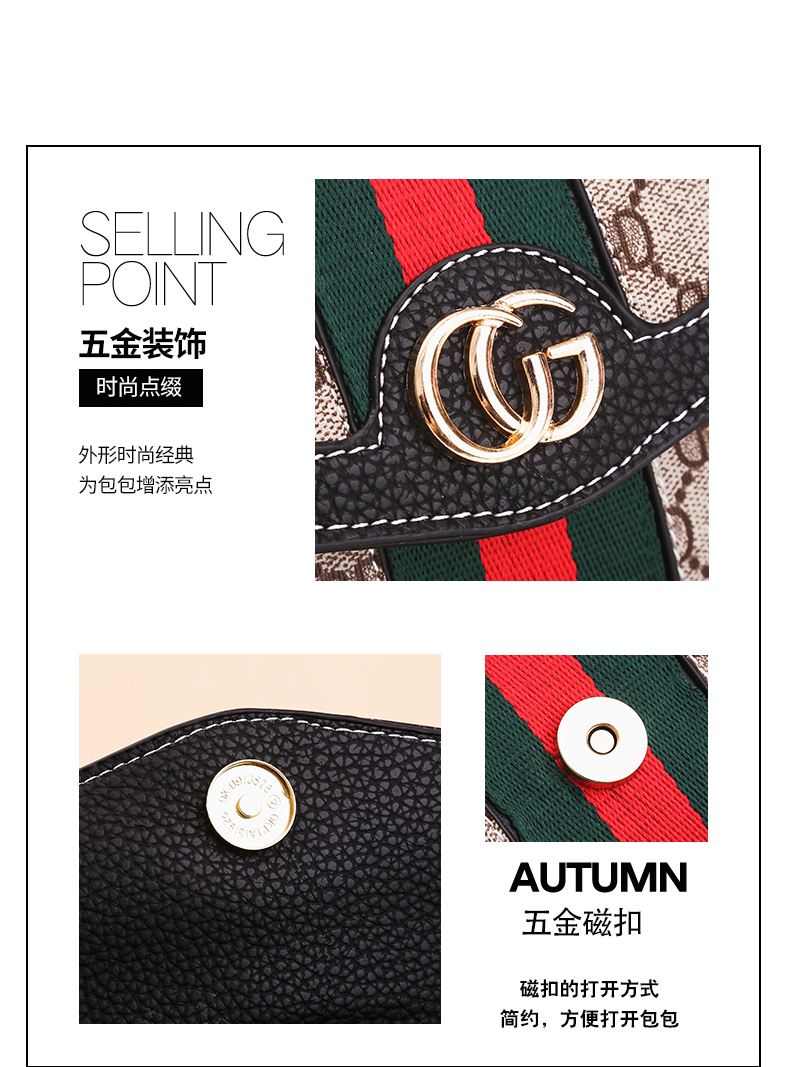 SELLING
POINT
五金装饰
时尚点缀
外形时尚经典
为包包增添亮点
AUTUMN
五金磁扣
磁扣的打开方式
简约，方便打开包包